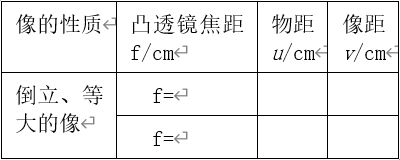 像的性质 凸透镜焦距 物距 像距
f/cm u/cm v/cm
倒立、等 f=
大的像
f=